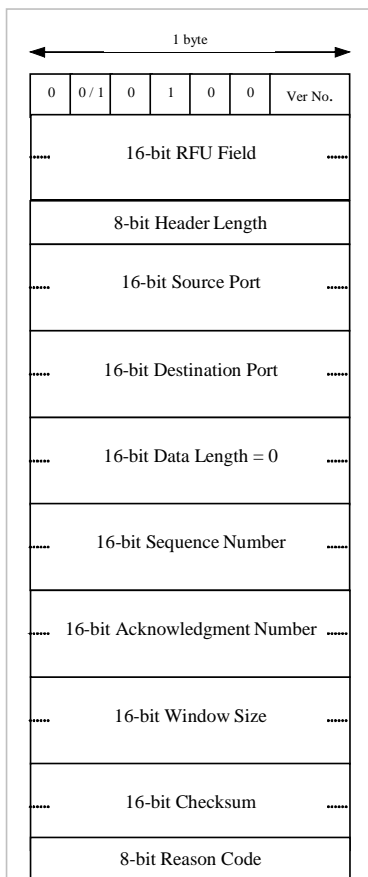 1 byte
0 0 / 1 0 1 0 0 Ver No.
16-bit RFU Field
8-bit Header Length
16-bit Source Port
16-bit Destination Port
16-bit Data Length = 0
16-bit Sequence Number
16-bit Acknowledgment Number
16-bit Window Size
16-bit Checksum
8-bit Reason Code